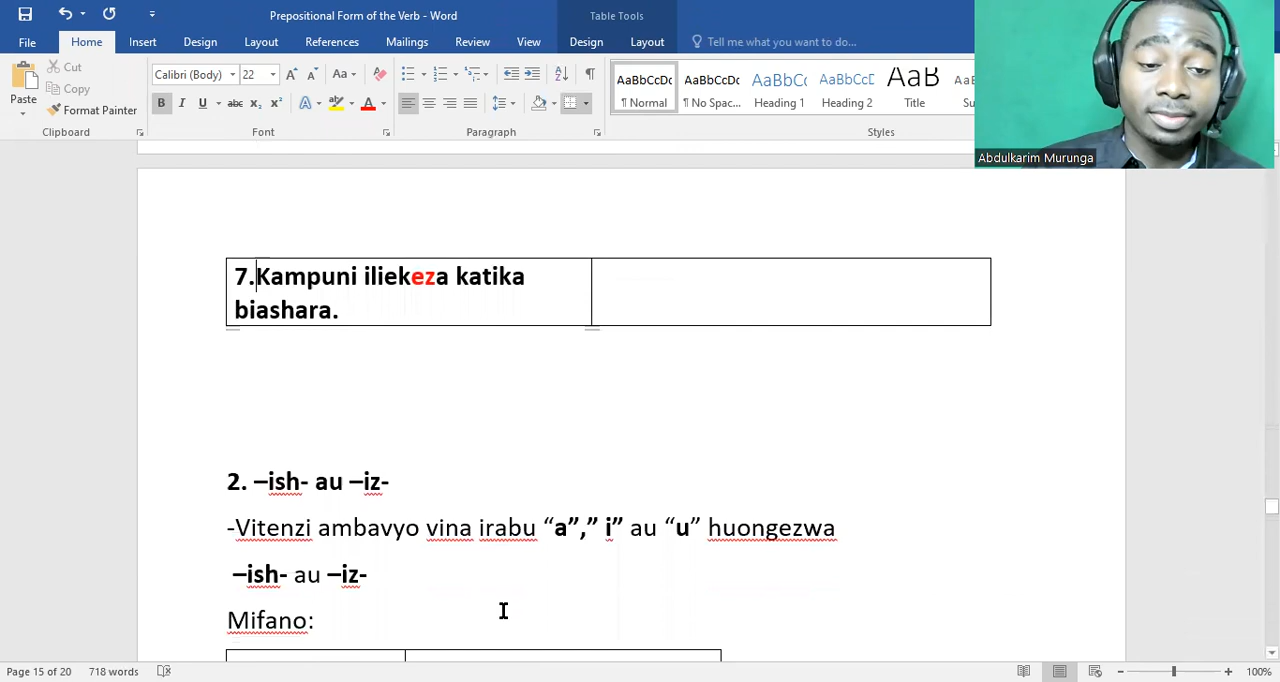 Prepositional Form of the Verb - Word
Table Tools
File
Home
Insert
Design
Layout
References
Mailings
Review
View
Design
Layout
Tell me what you want to do...
Paste
Cut
Copy
Format Painter
Clipboard
Calibri (Body)
22
Font
Paragraph
AaBbCcDc
¶ Normal
AaBbCcDc
¶ No Spac...
AaBbCc
Heading 1
AaBbCcD
Heading 2
AaB
Title
Styles
Abdulkarim Murunga
7.Kampuni iliekeza katika
biashara.
2. –ish- au –iz-
-Vitenzi ambavyo vina irabu “a”,” i” au “u” huongezwa
–ish- au –iz-
Mifano:
Page 15 of 20
718 words
100%